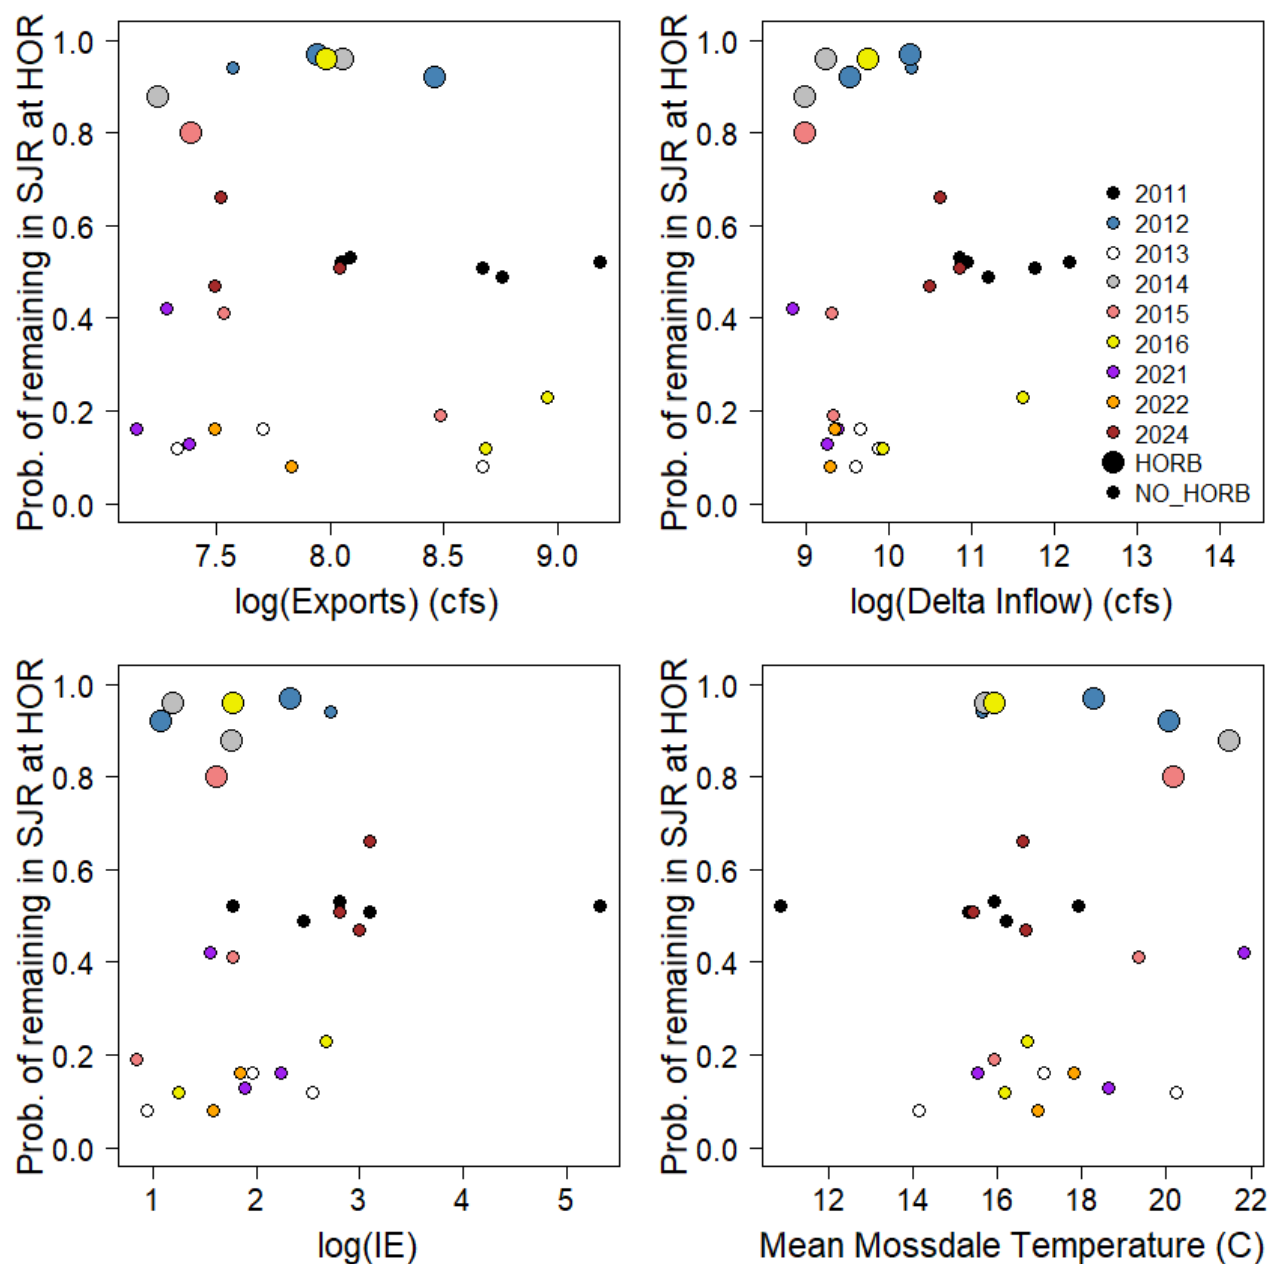 Prob. of remaining in SJR at HOR
1.0
0.8
0.6
0.4
0.2
0.0
7.5 8.0 8.5 9.0
log(Exports) (cfs)
Prob. of remaining in SJR at HOR
1.0
0.8
0.6
0.4
0.2
0.0
2011
2012
2013
2014
2015
2016
2021
2022
2024
HORB
NO_HORB
9 10 11 12 13 14
log(Delta Inflow) (cfs)
Prob. of remaining in SJR at HOR
1.0
0.8
0.6
0.4
0.2
0.0
1 2 3 4 5
log(IE)
Prob. of remaining in SJR at HOR
1.0
0.8
0.6
0.4
0.2
0.0
12 14 16 18 20 22
Mean Mossdale Temperature (C)